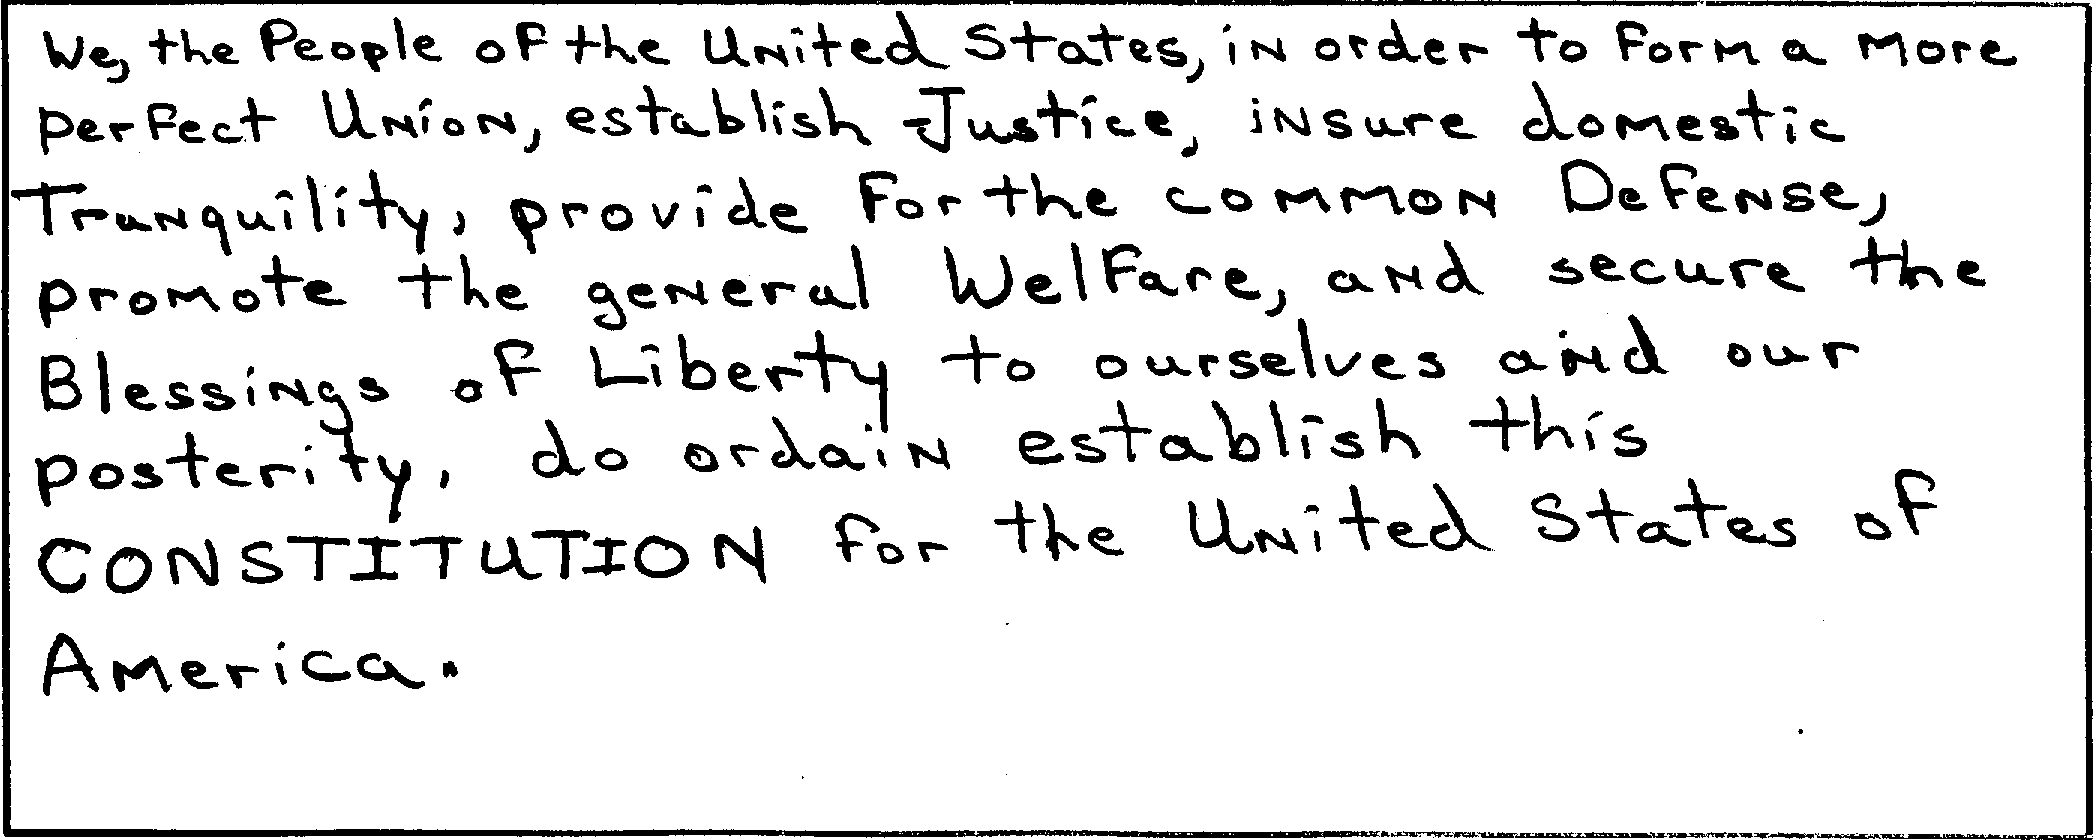 We, the People of the United States, in order to form a more
perfect Union, establish Justice, insure domestic
Tranquility, provide for the common Defense,
promote the general Welfare, and secure the
Blessings of Liberty to ourselves and our
posterity, do ordain establish this
CONSTITUTION for the United States of
America.